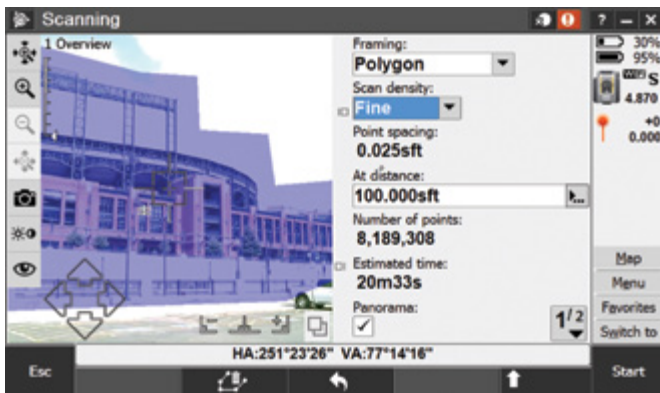 Scanning
? – X
1 Overview
Framing:
Polygon
Scan density:
Fine
Point spacing:
0.025sft
At distance:
100.000sft
Number of points:
8,189,308
Estimated time:
20m33s
Panorama:
1/2
30%
95%
S
4.870
+0
0.000
Map
Menu
Favorites
Switch to
HA:251°23'26" VA:77°14'16"
Esc
Start